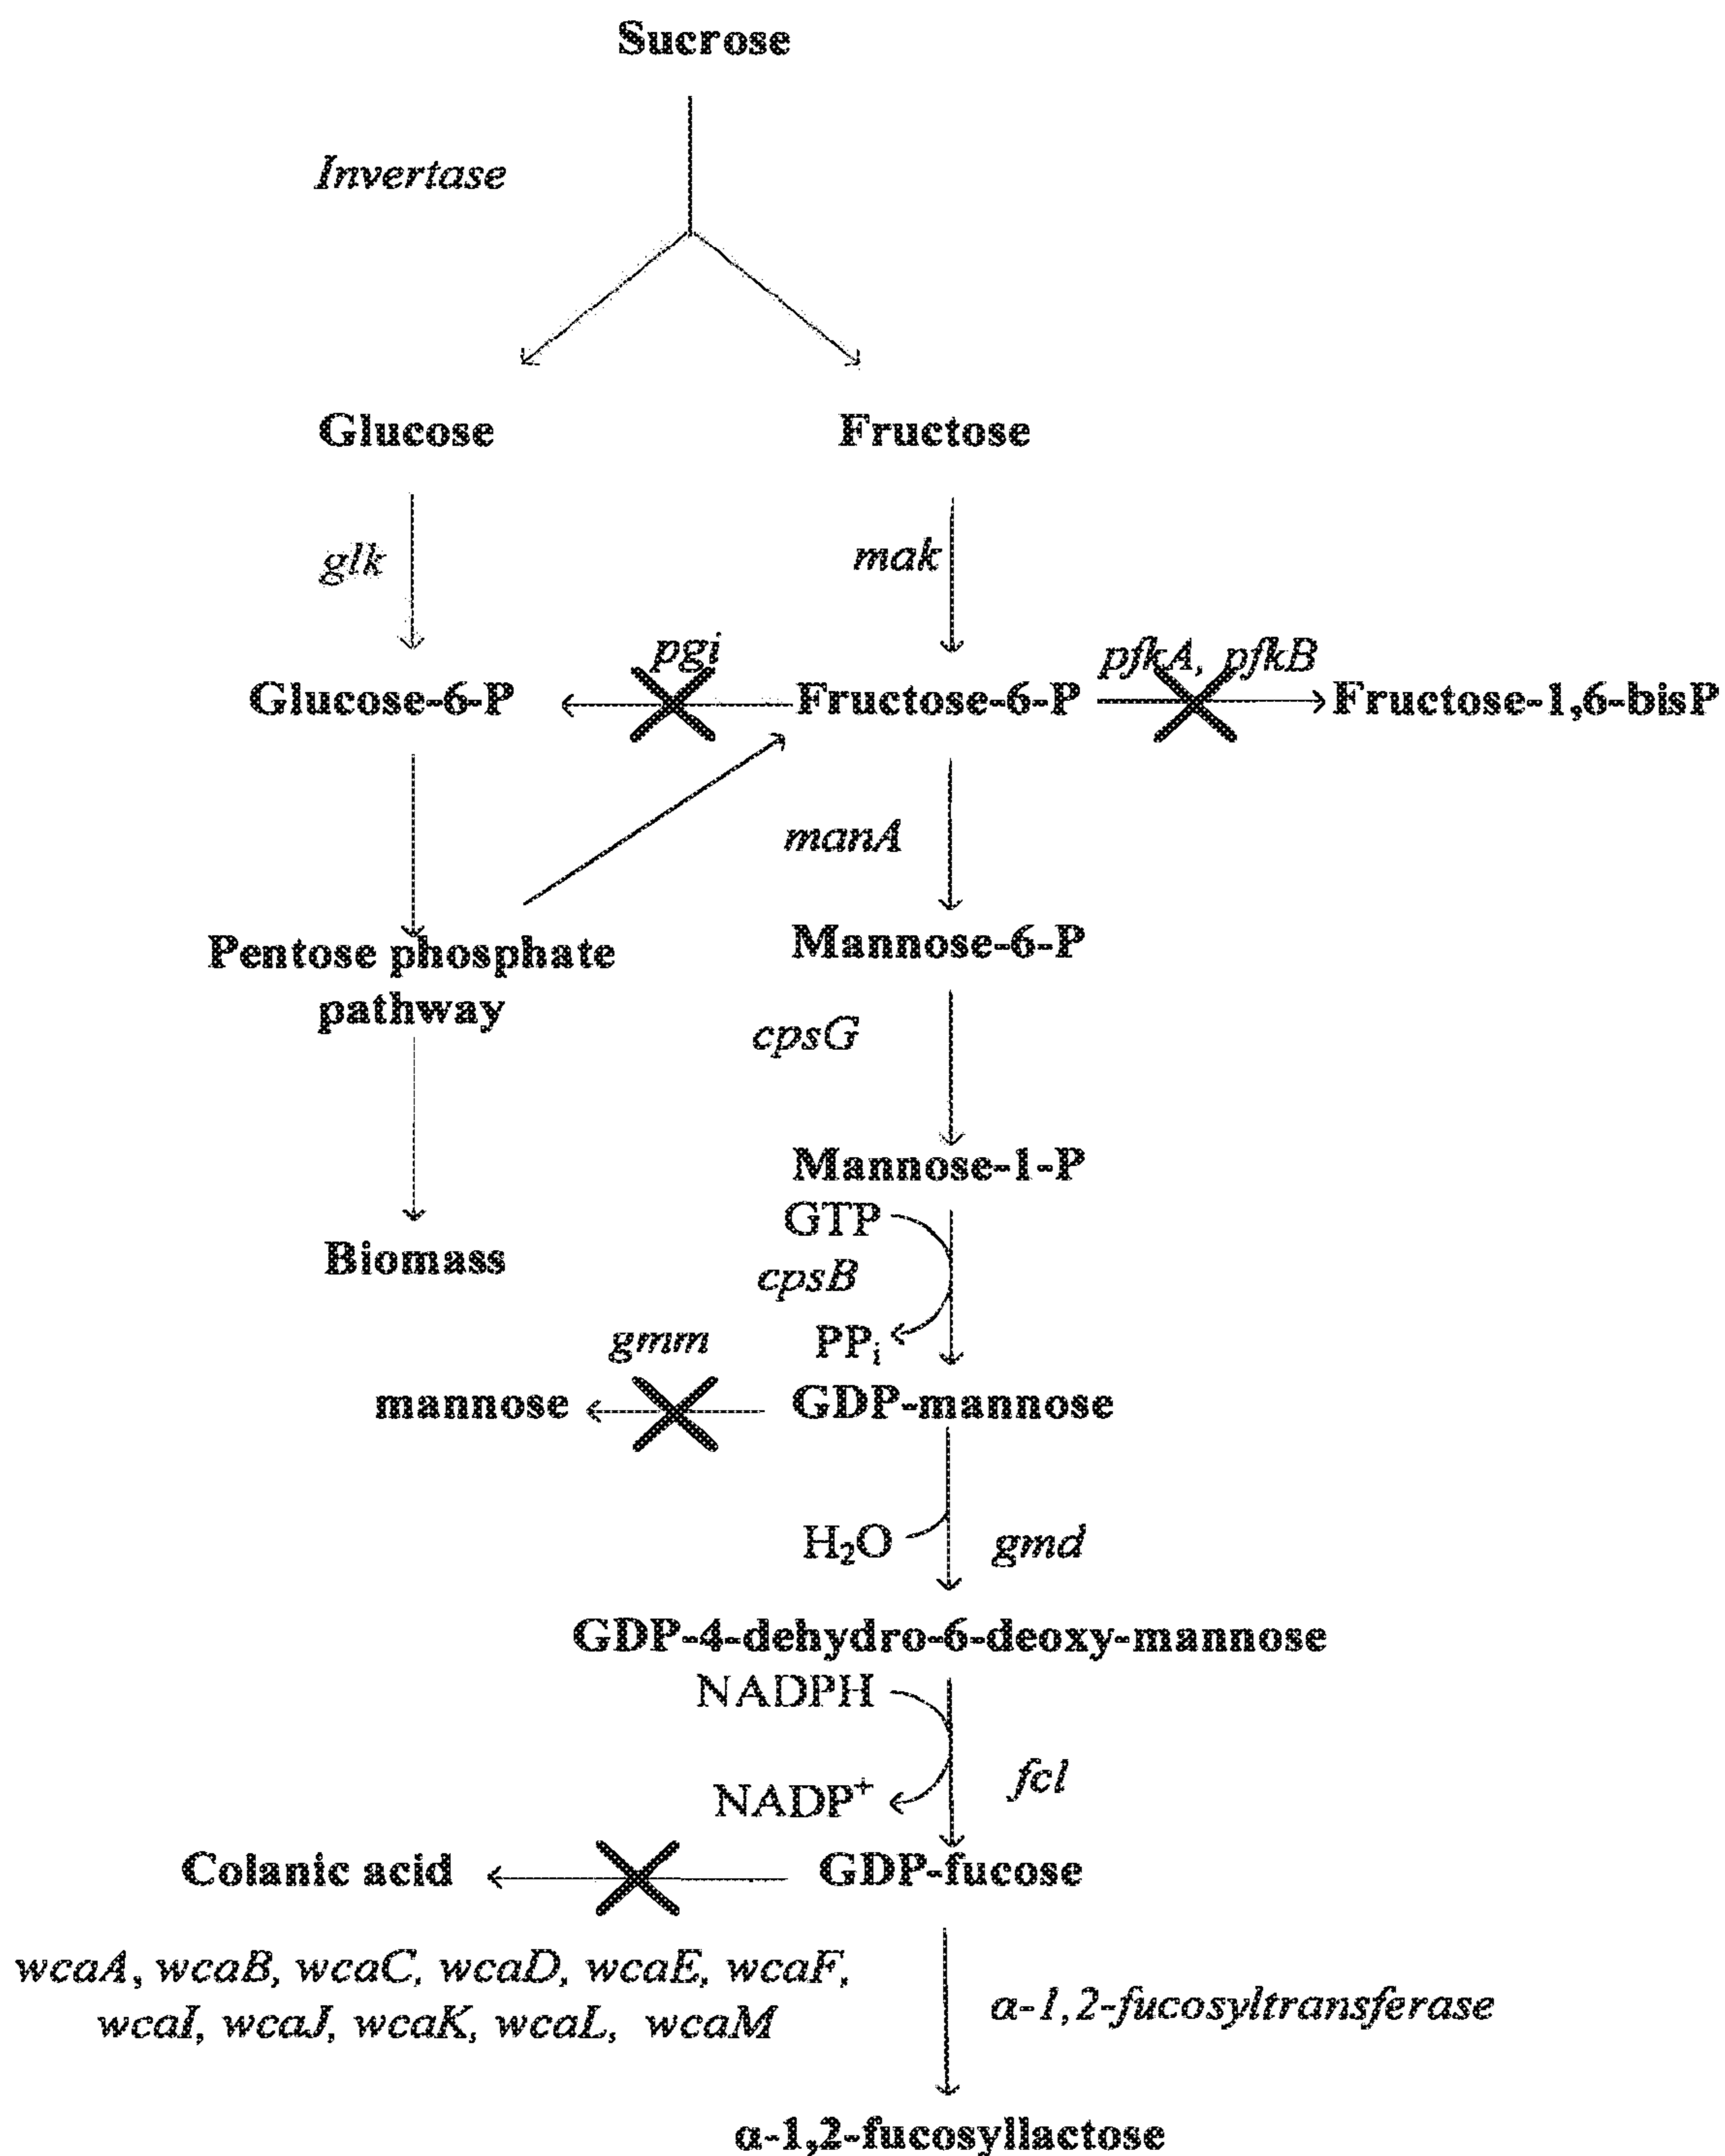 Sucrose
Invertase
Glucose
Fructose
glk
mak
pgi
pfkA, pfkB
Glucose-6-P
Fructose-6-P
Fructose-1,6-bisP
manA
Pentose phosphate
pathway
Mannose-6-P
cpsG
Mannose-1-P
GTP
Biomass
cpsB
PPi
gmm
mannose
GDP-mannose
H₂O
gmd
GDP-4-dehydro-6-deoxy-mannose
NADPH
fcl
NADP⁺
Colanic acid
GDP-fucose
wcaA, wcaB, wcaC, wcaD, wcaE, wcaF,
wcaI, wcaJ, wcaK, wcaL, wcaM
α-1,2-fucosyltransferase
α-1,2-fucosyllactose